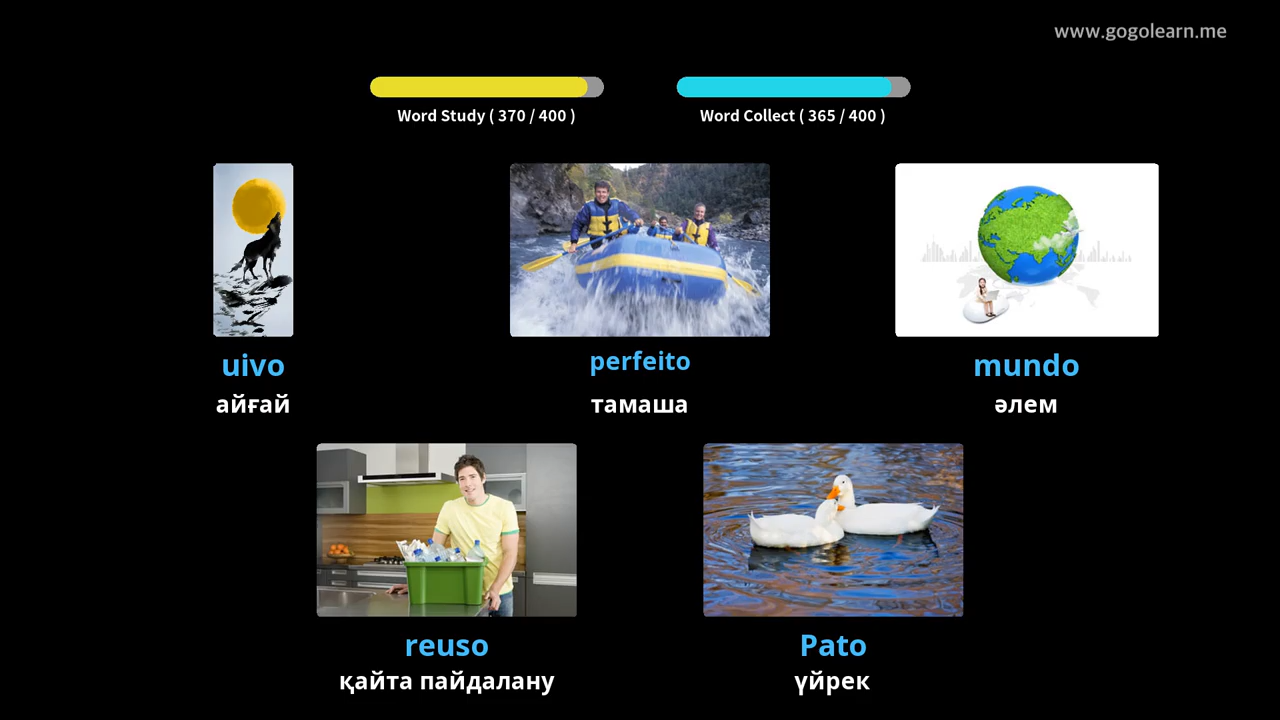 www.gogolearn.me
Word Study ( 370 / 400 )
Word Collect ( 365 / 400 )
uivo
айғай
perfeito
тамаша
mundo
әлем
reuso
қайта пайдалану
Pato
үйрек